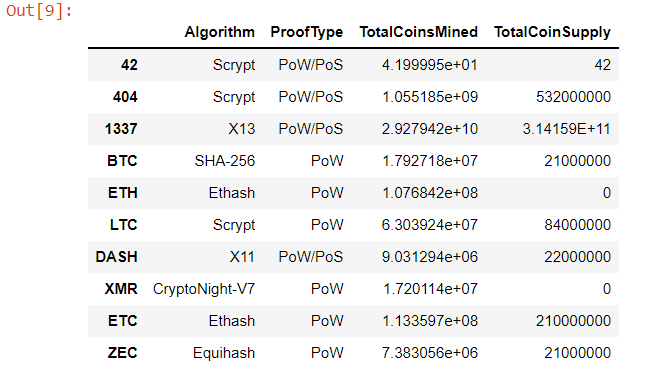 Out[9]:
Algorithm ProofType TotalCoinsMined TotalCoinSupply
42 Scrypt PoW/PoS 4.199995e+01 42
404 Scrypt PoW/PoS 1.055185e+09 532000000
1337 X13 PoW/PoS 2.927942e+10 3.14159E+11
BTC SHA-256 PoW 1.792718e+07 21000000
ETH Ethash PoW 1.076842e+08 0
LTC Scrypt PoW 6.303924e+07 84000000
DASH X11 PoW/PoS 9.031294e+06 22000000
XMR CryptoNight-V7 PoW 1.720114e+07 0
ETC Ethash PoW 1.133597e+08 210000000
ZEC Equihash PoW 7.383056e+06 21000000